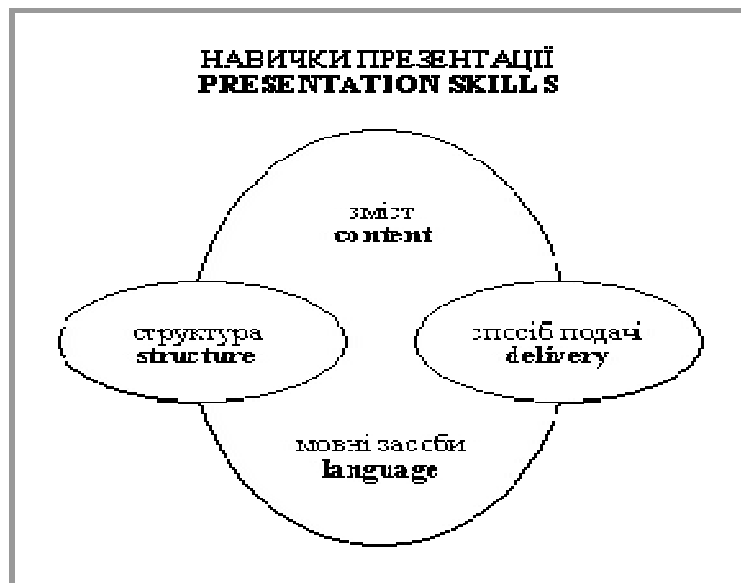 НАВИЧКИ ПРЕЗЕНТАЦІЇ
PRESENTATION SKILLS
зміст
content
структура
structure
спосіб подачі
delivery
мовні засоби
language